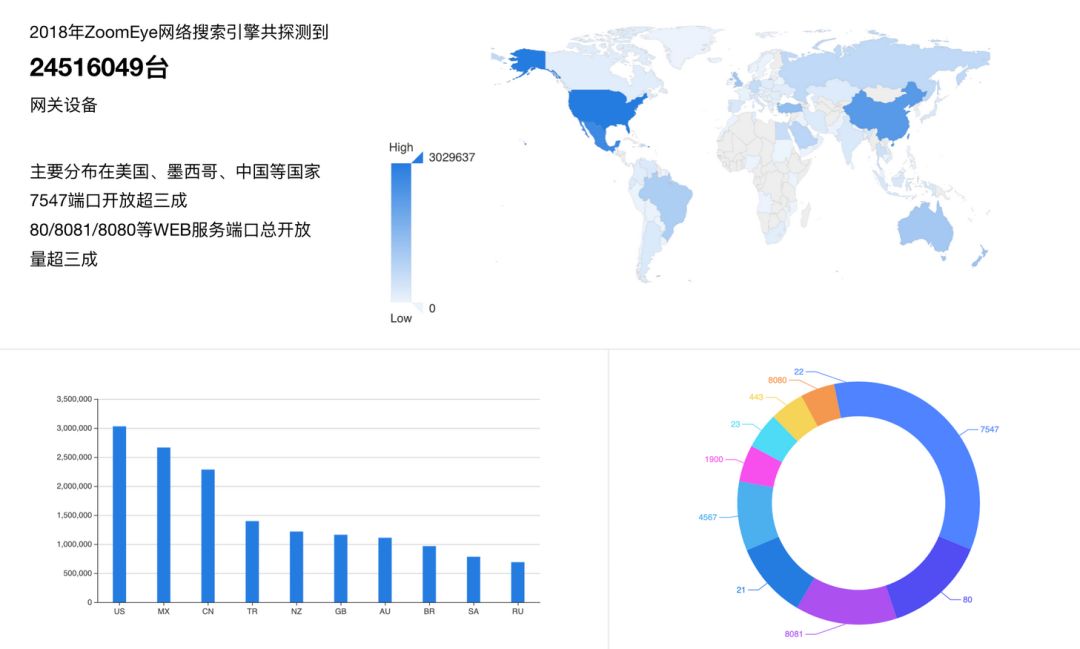 2018年ZoomEye网络搜索引擎共探测到
24516049台
网关设备
主要分布在美国、墨西哥、中国等国家
7547端口开放超三成
80/8081/8080等WEB服务端口总开放
量超三成
High
3029637
0
Low
3,500,000
3,000,000
2,500,000
2,000,000
1,500,000
1,000,000
500,000
0
US MX CN TR NZ GB AU BR SA RU
22
8080
443
23
1900
4567
21
8081
80
7547